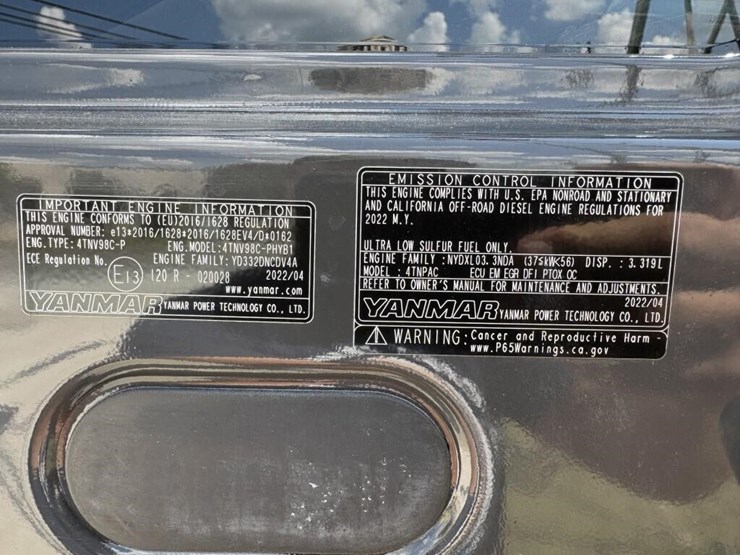 IMPORTANT ENGINE INFORMATION
THIS ENGINE CONFORMS TO (EU)2016/1628 REGULATION
APPROVAL NUMBER: e13*2016/1628*2016/1628EV4/D*0162
ENG. TYPE: 4TNV98C-P ENG. MODEL: 4TNV98C-PHYB1
ECE Regulation No. ENGINE FAMILY: YD332DNCDV4A
E13 120 R - 020028 2022/04
www.yanmar.com
YANMAR YANMAR POWER TECHNOLOGY CO., LTD.
EMISSION CONTROL INFORMATION
THIS ENGINE COMPLIES WITH U.S. EPA NONROAD AND STATIONARY
AND CALIFORNIA OFF-ROAD DIESEL ENGINE REGULATIONS FOR
2022 M.Y.
ULTRA LOW SULFUR FUEL ONLY.
ENGINE FAMILY : NYDXL03.3NDA (37≤kW<56) DISP. : 3.319L
MODEL : 4TNPAC ECU EM EGR DFI PTOX OC
REFER TO OWNER'S MANUAL FOR MAINTENANCE AND ADJUSTMENTS.
2022/04
YANMAR YANMAR POWER TECHNOLOGY CO., LTD.
WARNING: Cancer and Reproductive Harm -
www.P65Warnings.ca.gov